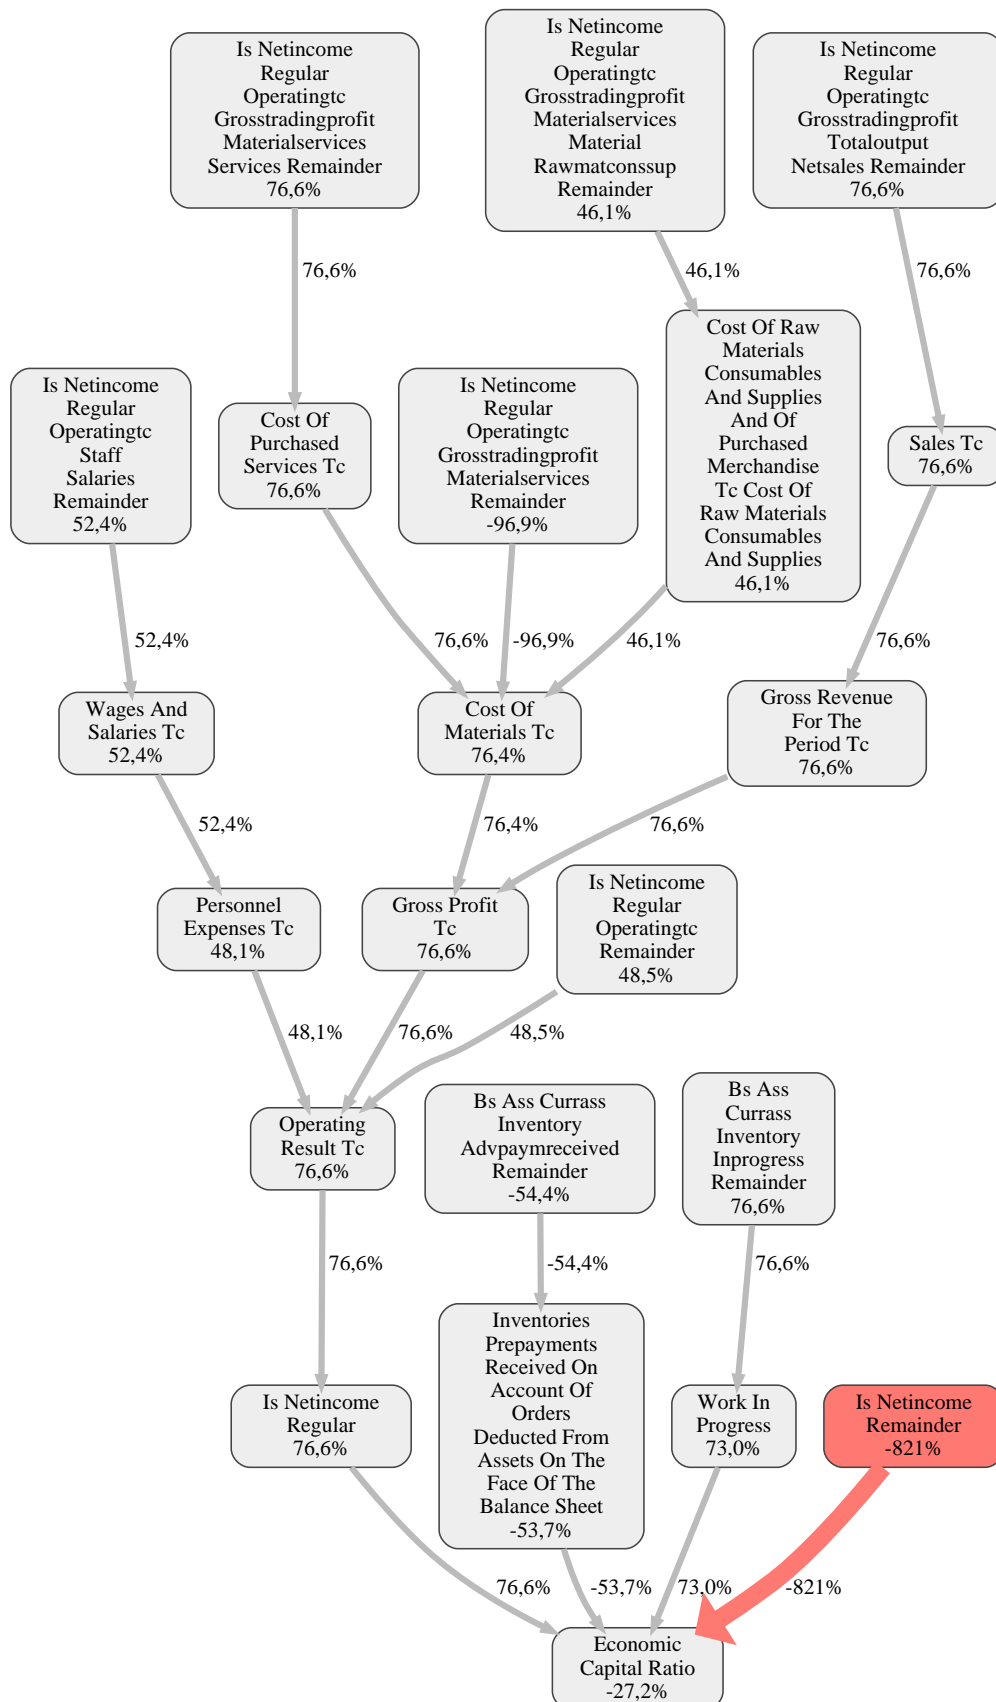 Is Netincome
Regular
Operatingtc
Grosstradingprofit
Materialservices
Services Remainder
76,6%
Is Netincome
Regular
Operatingtc
Grosstradingprofit
Materialservices
Material
Rawmatconssup
Remainder
46,1%
Is Netincome
Regular
Operatingtc
Grosstradingprofit
Totaloutput
Netsales Remainder
76,6%
76,6%
46,1%
76,6%
Is Netincome
Regular
Operatingtc
Staff
Salaries
Remainder
52,4%
Cost Of
Purchased
Services Tc
76,6%
Is Netincome
Regular
Operatingtc
Grosstradingprofit
Materialservices
Remainder
-96,9%
Cost Of Raw
Materials
Consumables
And Supplies
And Of
Purchased
Merchandise
Tc Cost Of
Raw Materials
Consumables
And Supplies
46,1%
Sales Tc
76,6%
52,4%
76,6%
-96,9%
46,1%
76,6%
Wages And
Salaries Tc
52,4%
Cost Of
Materials Tc
76,4%
Gross Revenue
For The
Period Tc
76,6%
52,4%
76,4%
76,6%
Personnel
Expenses Tc
48,1%
Gross Profit
Tc
76,6%
Is Netincome
Regular
Operatingtc
Remainder
48,5%
48,1%
76,6%
48,5%
Operating
Result Tc
76,6%
Bs Ass Currass
Inventory
Advpaymreceived
Remainder
-54,4%
Bs Ass
Currass
Inventory
Inprogress
Remainder
76,6%
76,6%
-54,4%
76,6%
Is Netincome
Regular
76,6%
Inventories
Prepayments
Received On
Account Of
Orders
Deducted From
Assets On The
Face Of The
Balance Sheet
-53,7%
Work In
Progress
73,0%
Is Netincome
Remainder
-821%
76,6%
-53,7%
73,0%
-821%
Economic
Capital Ratio
-27,2%